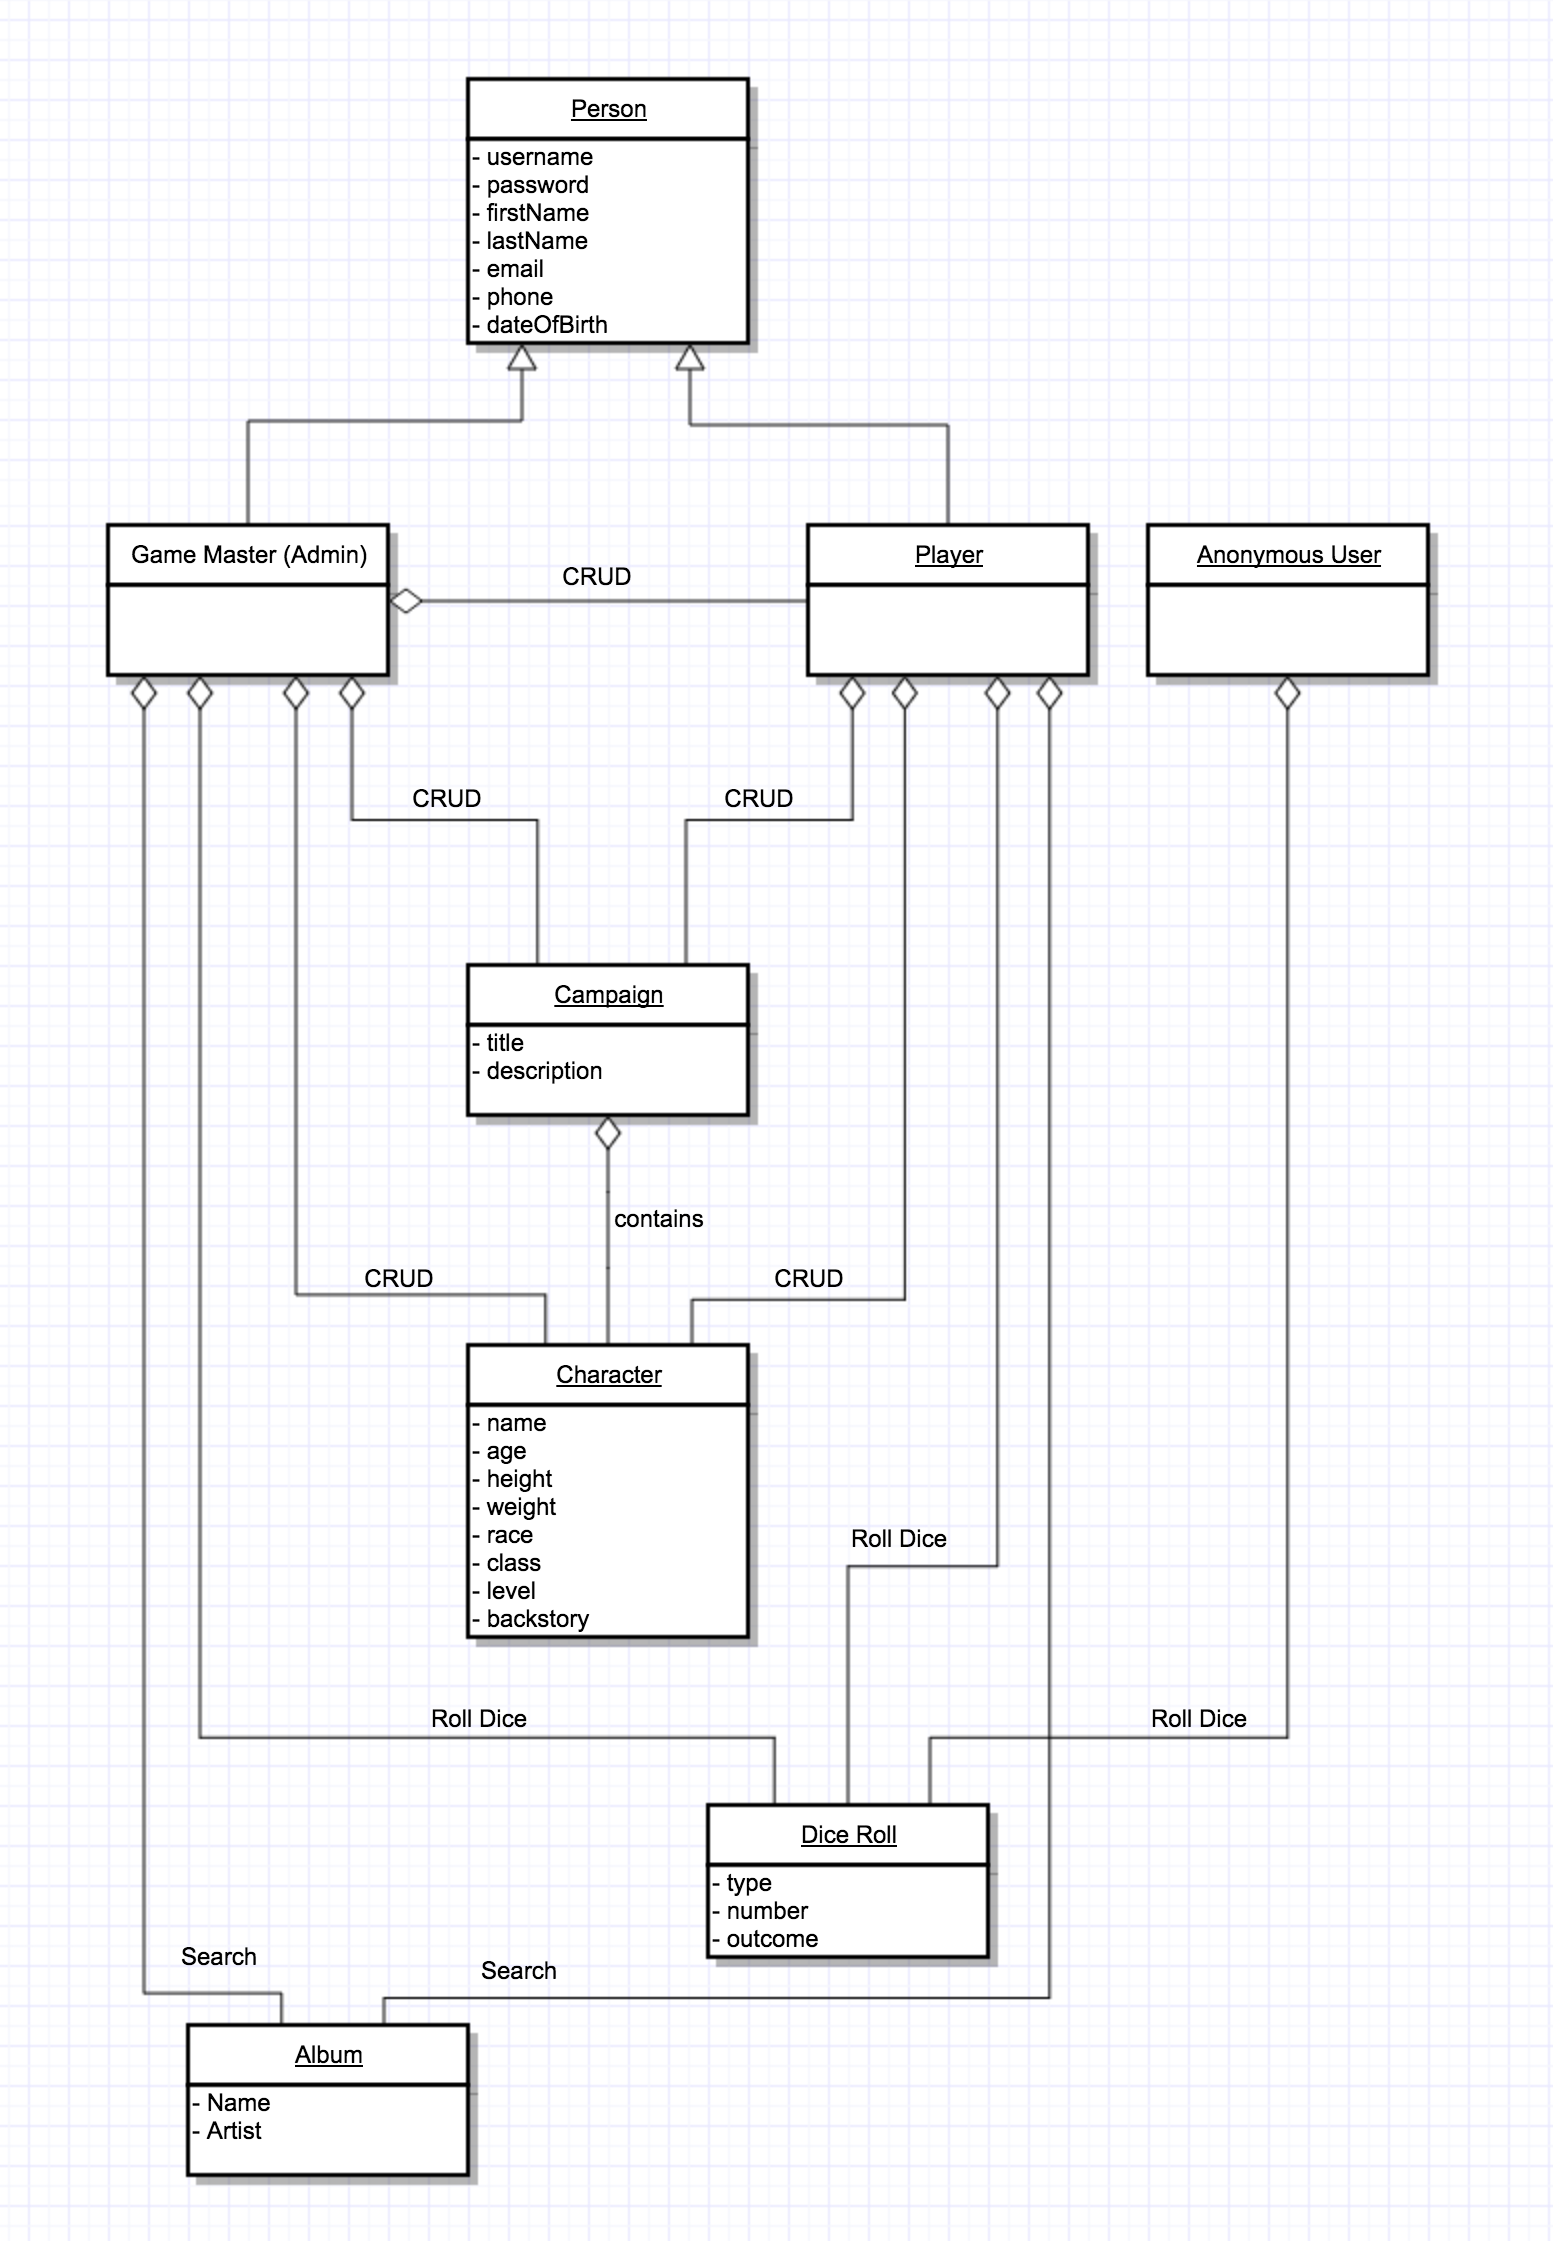 Person
- username
- password
- firstName
- lastName
- email
- phone
- dateOfBirth
Game Master (Admin)
CRUD
Player
Anonymous User
CRUD
CRUD
Campaign
- title
- description
contains
CRUD
CRUD
Character
- name
- age
- height
- weight
- race
- class
- level
- backstory
Roll Dice
Roll Dice
Roll Dice
Dice Roll
- type
- number
- outcome
Search
Search
Album
- Name
- Artist